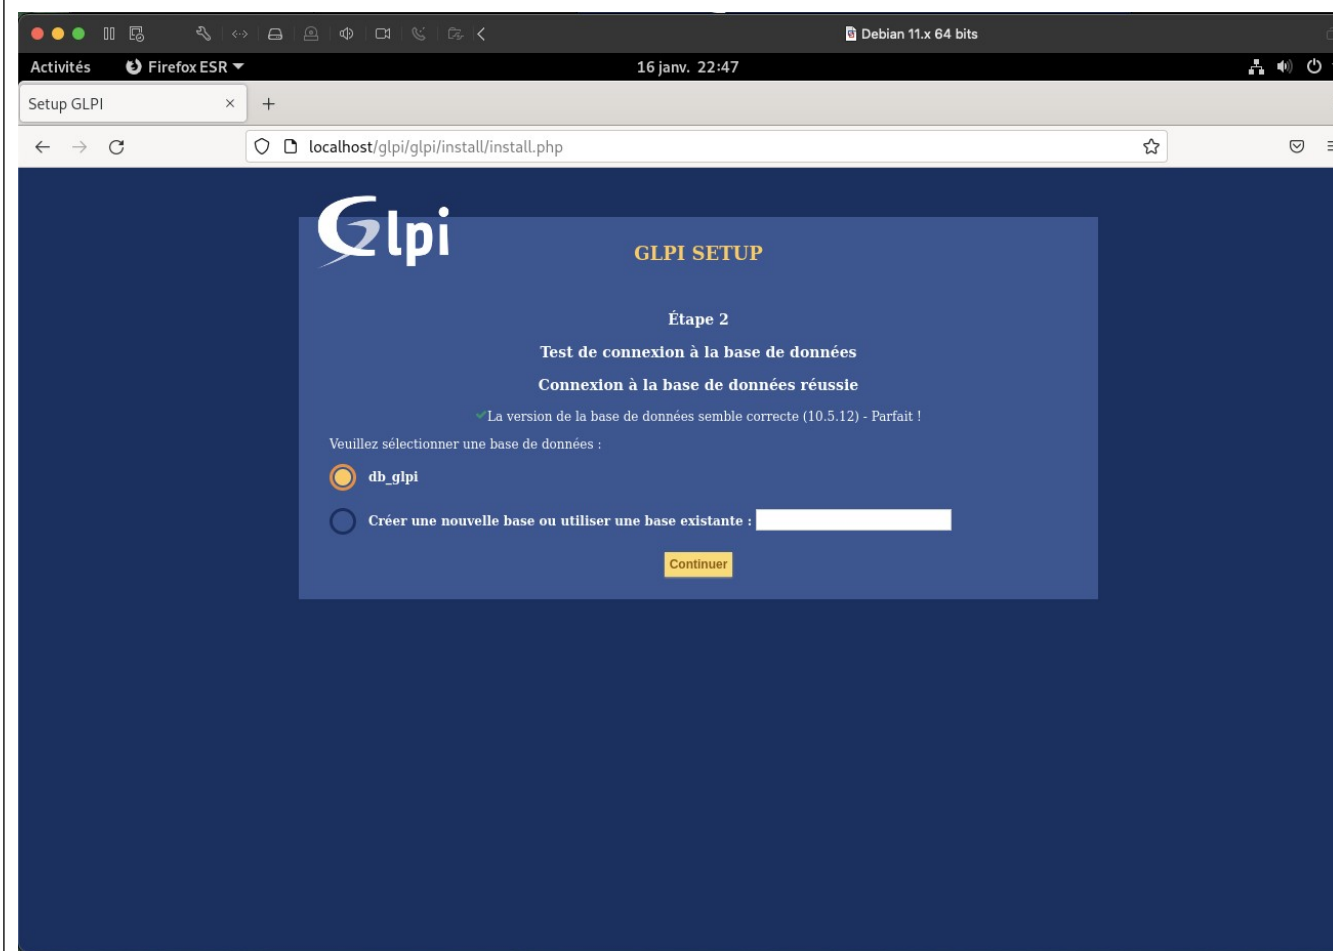 Debian 11.x 64 bits
Activités Firefox ESR 16 janv. 22:47
Setup GLPI
localhost/glpi/glpi/install/install.php
Glpi
GLPI SETUP
Étape 2
Test de connexion à la base de données
Connexion à la base de données réussie
La version de la base de données semble correcte (10.5.12) - Parfait !
Veuillez sélectionner une base de données :
db_glpi
Créer une nouvelle base ou utiliser une base existante :
Continuer